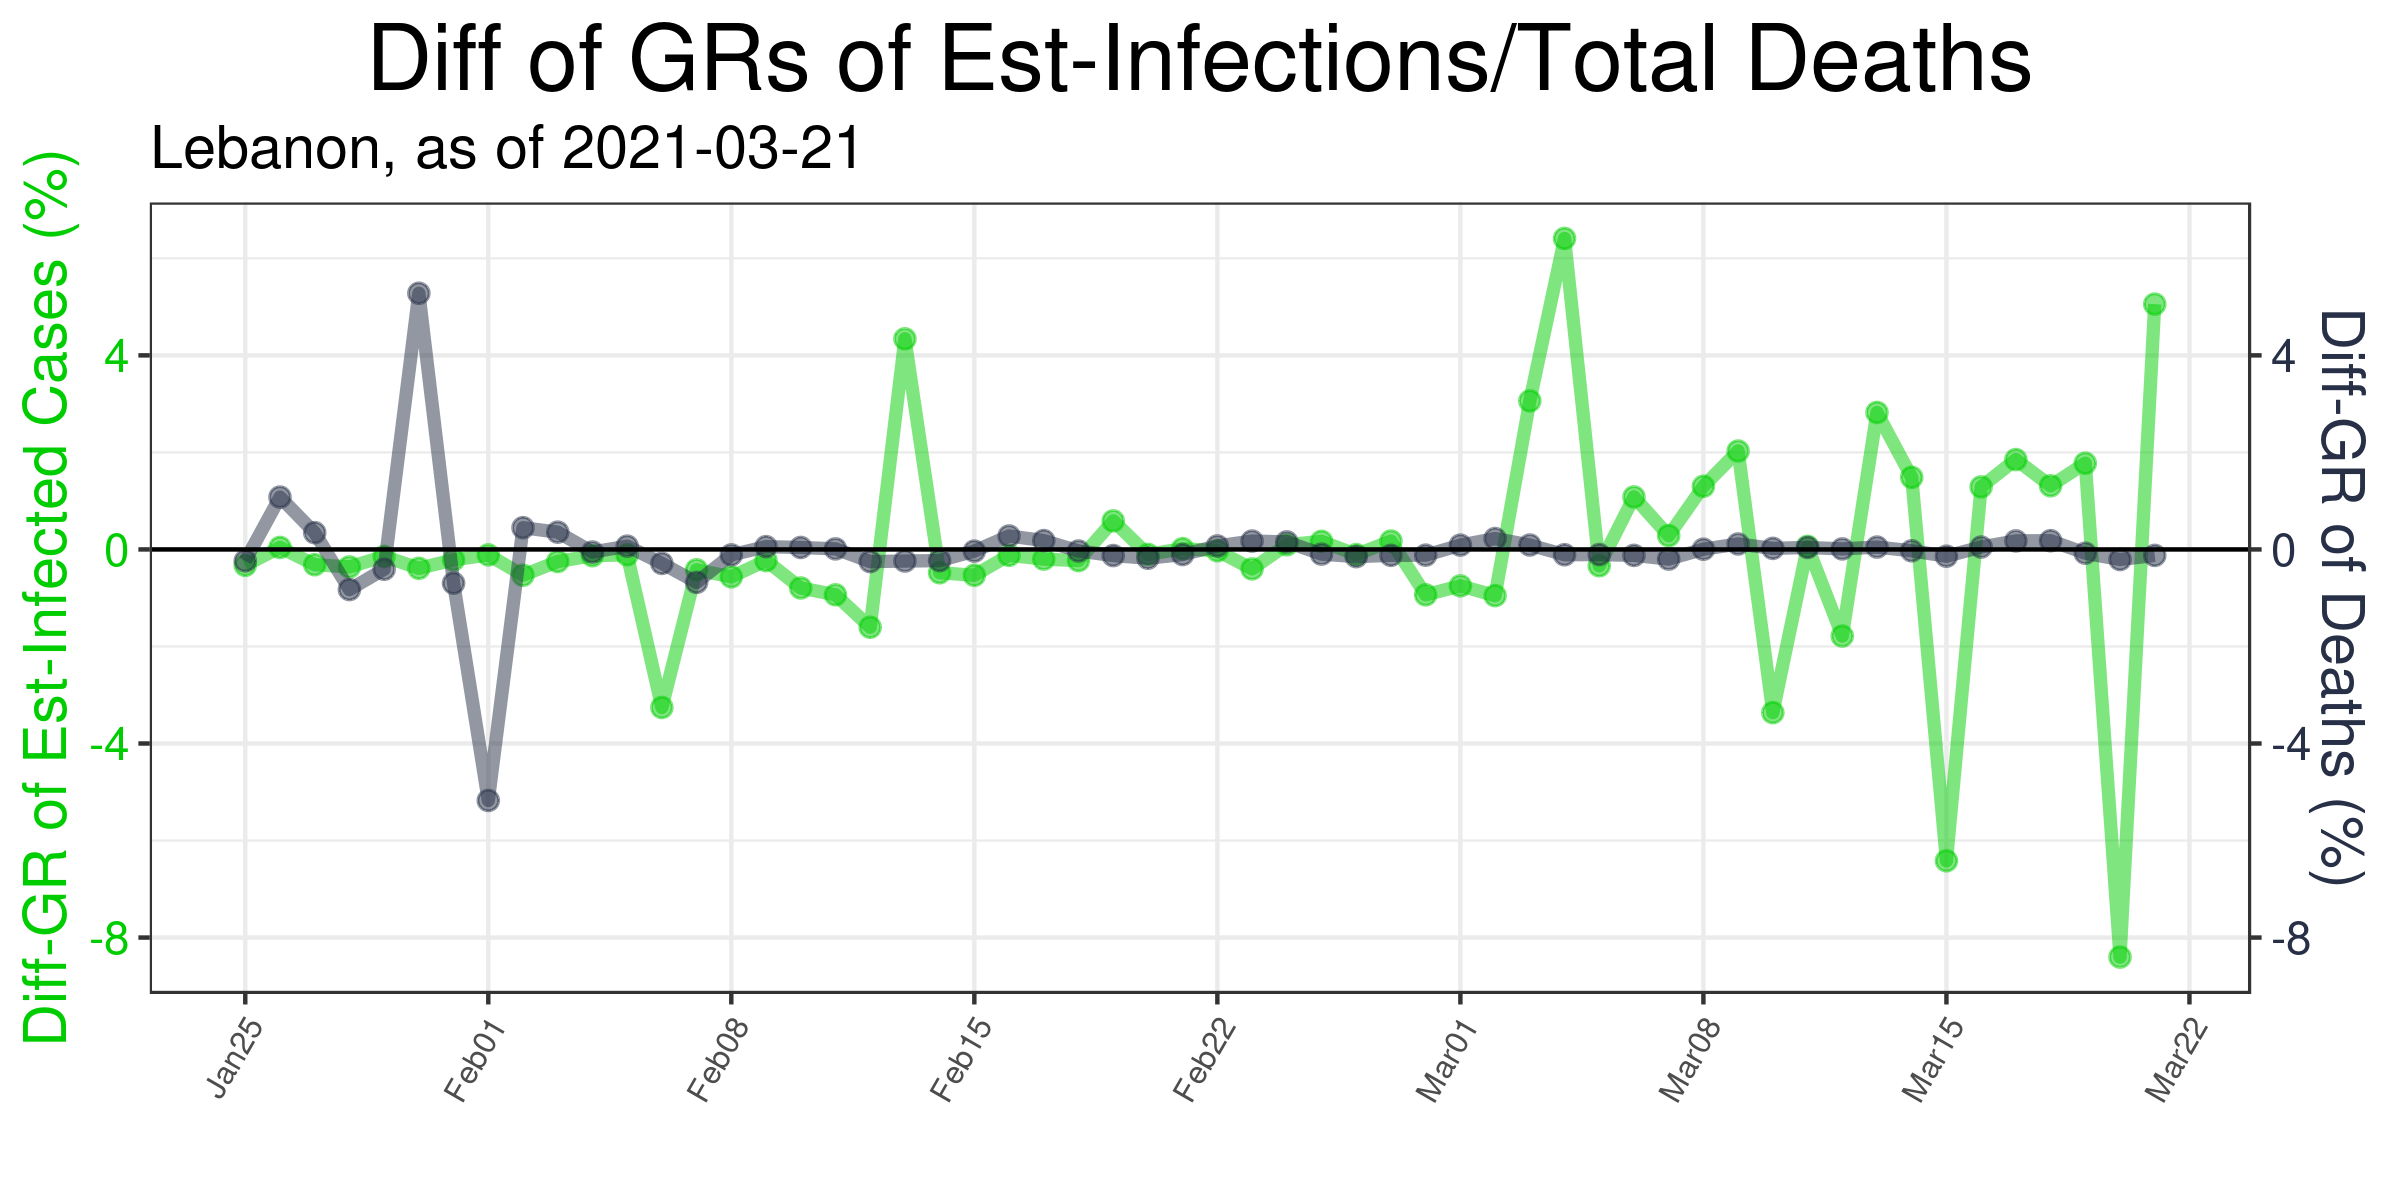 Diff of GRs of Est-Infections/Total Deaths
Lebanon, as of 2021-03-21
Diff-GR of Est-Infected Cases (%)
4
0
-4
-8
4
0
-4
-8
Diff-GR of Deaths (%)
Jan25
Feb01
Feb08
Feb15
Feb22
Mar01
Mar08
Mar15
Mar22